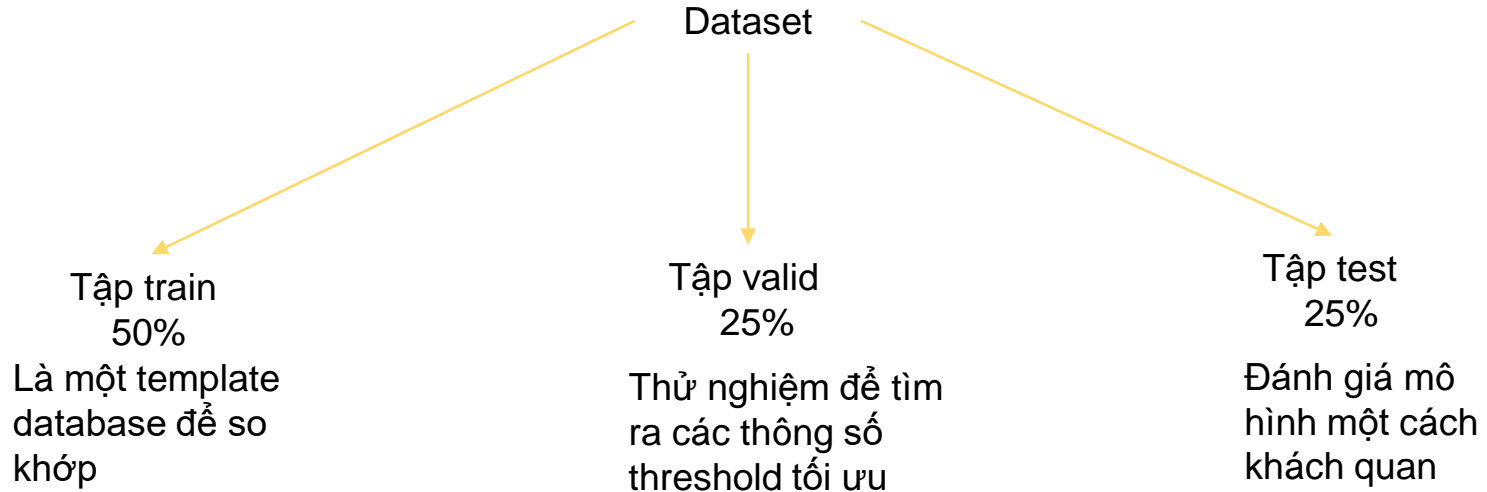 Dataset
Tập train
50%
Là một template
database để so
khớp
Tập valid
25%
Thử nghiệm để tìm
ra các thông số
threshold tối ưu
Tập test
25%
Đánh giá mô
hình một cách
khách quan